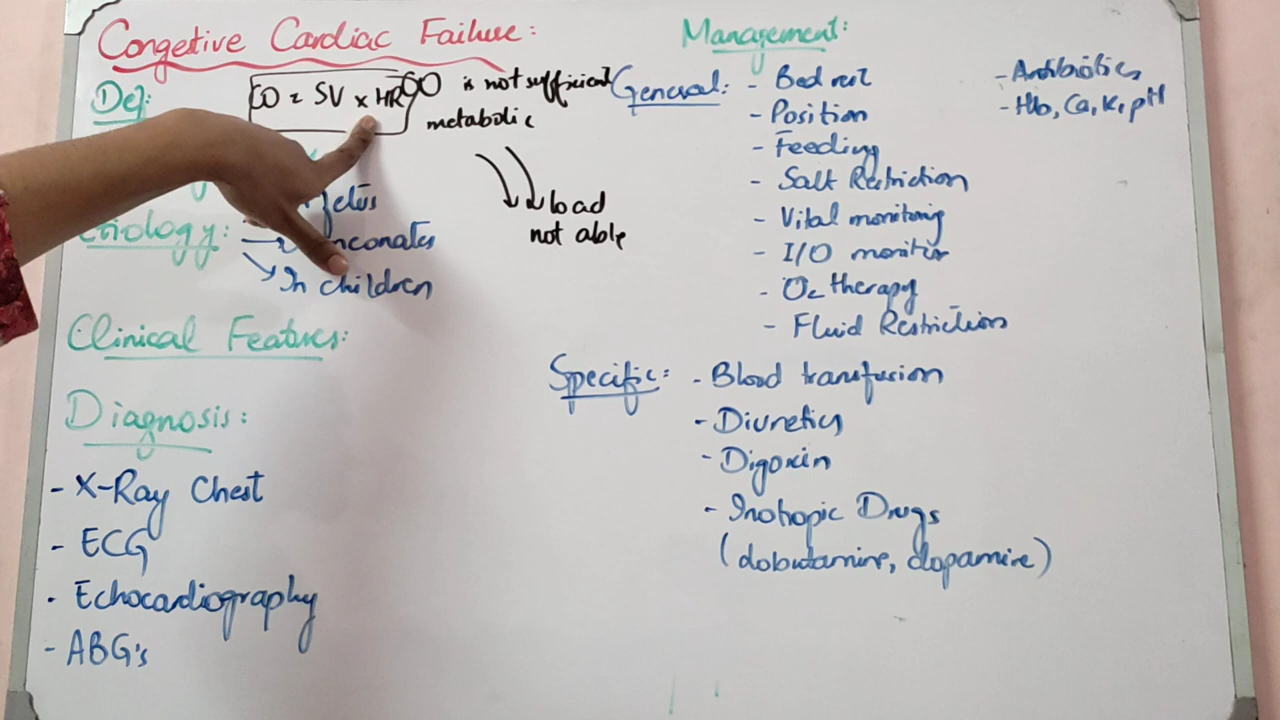 Congestive Cardiac Failure:
Def:
CO = SV x HR
CO is not sufficient
metabolic
load
not able
Etiology:
Fetus
neonates
In children
Clinical Features:
Diagnosis:
- X-Ray Chest
- ECG
- Echocardiography
- ABG's
Management:
General:
- Bed rest
- Position
- Feeding
- Salt Restriction
- Vital monitoring
- I/O monitor
- O2 therapy
- Fluid Restriction
- Antibiotics
- Hb, Ca, K, pH
Specific:
- Blood transfusion
- Diuretics
- Digoxin
- Inotropic Drugs
(dobutamine, dopamine)